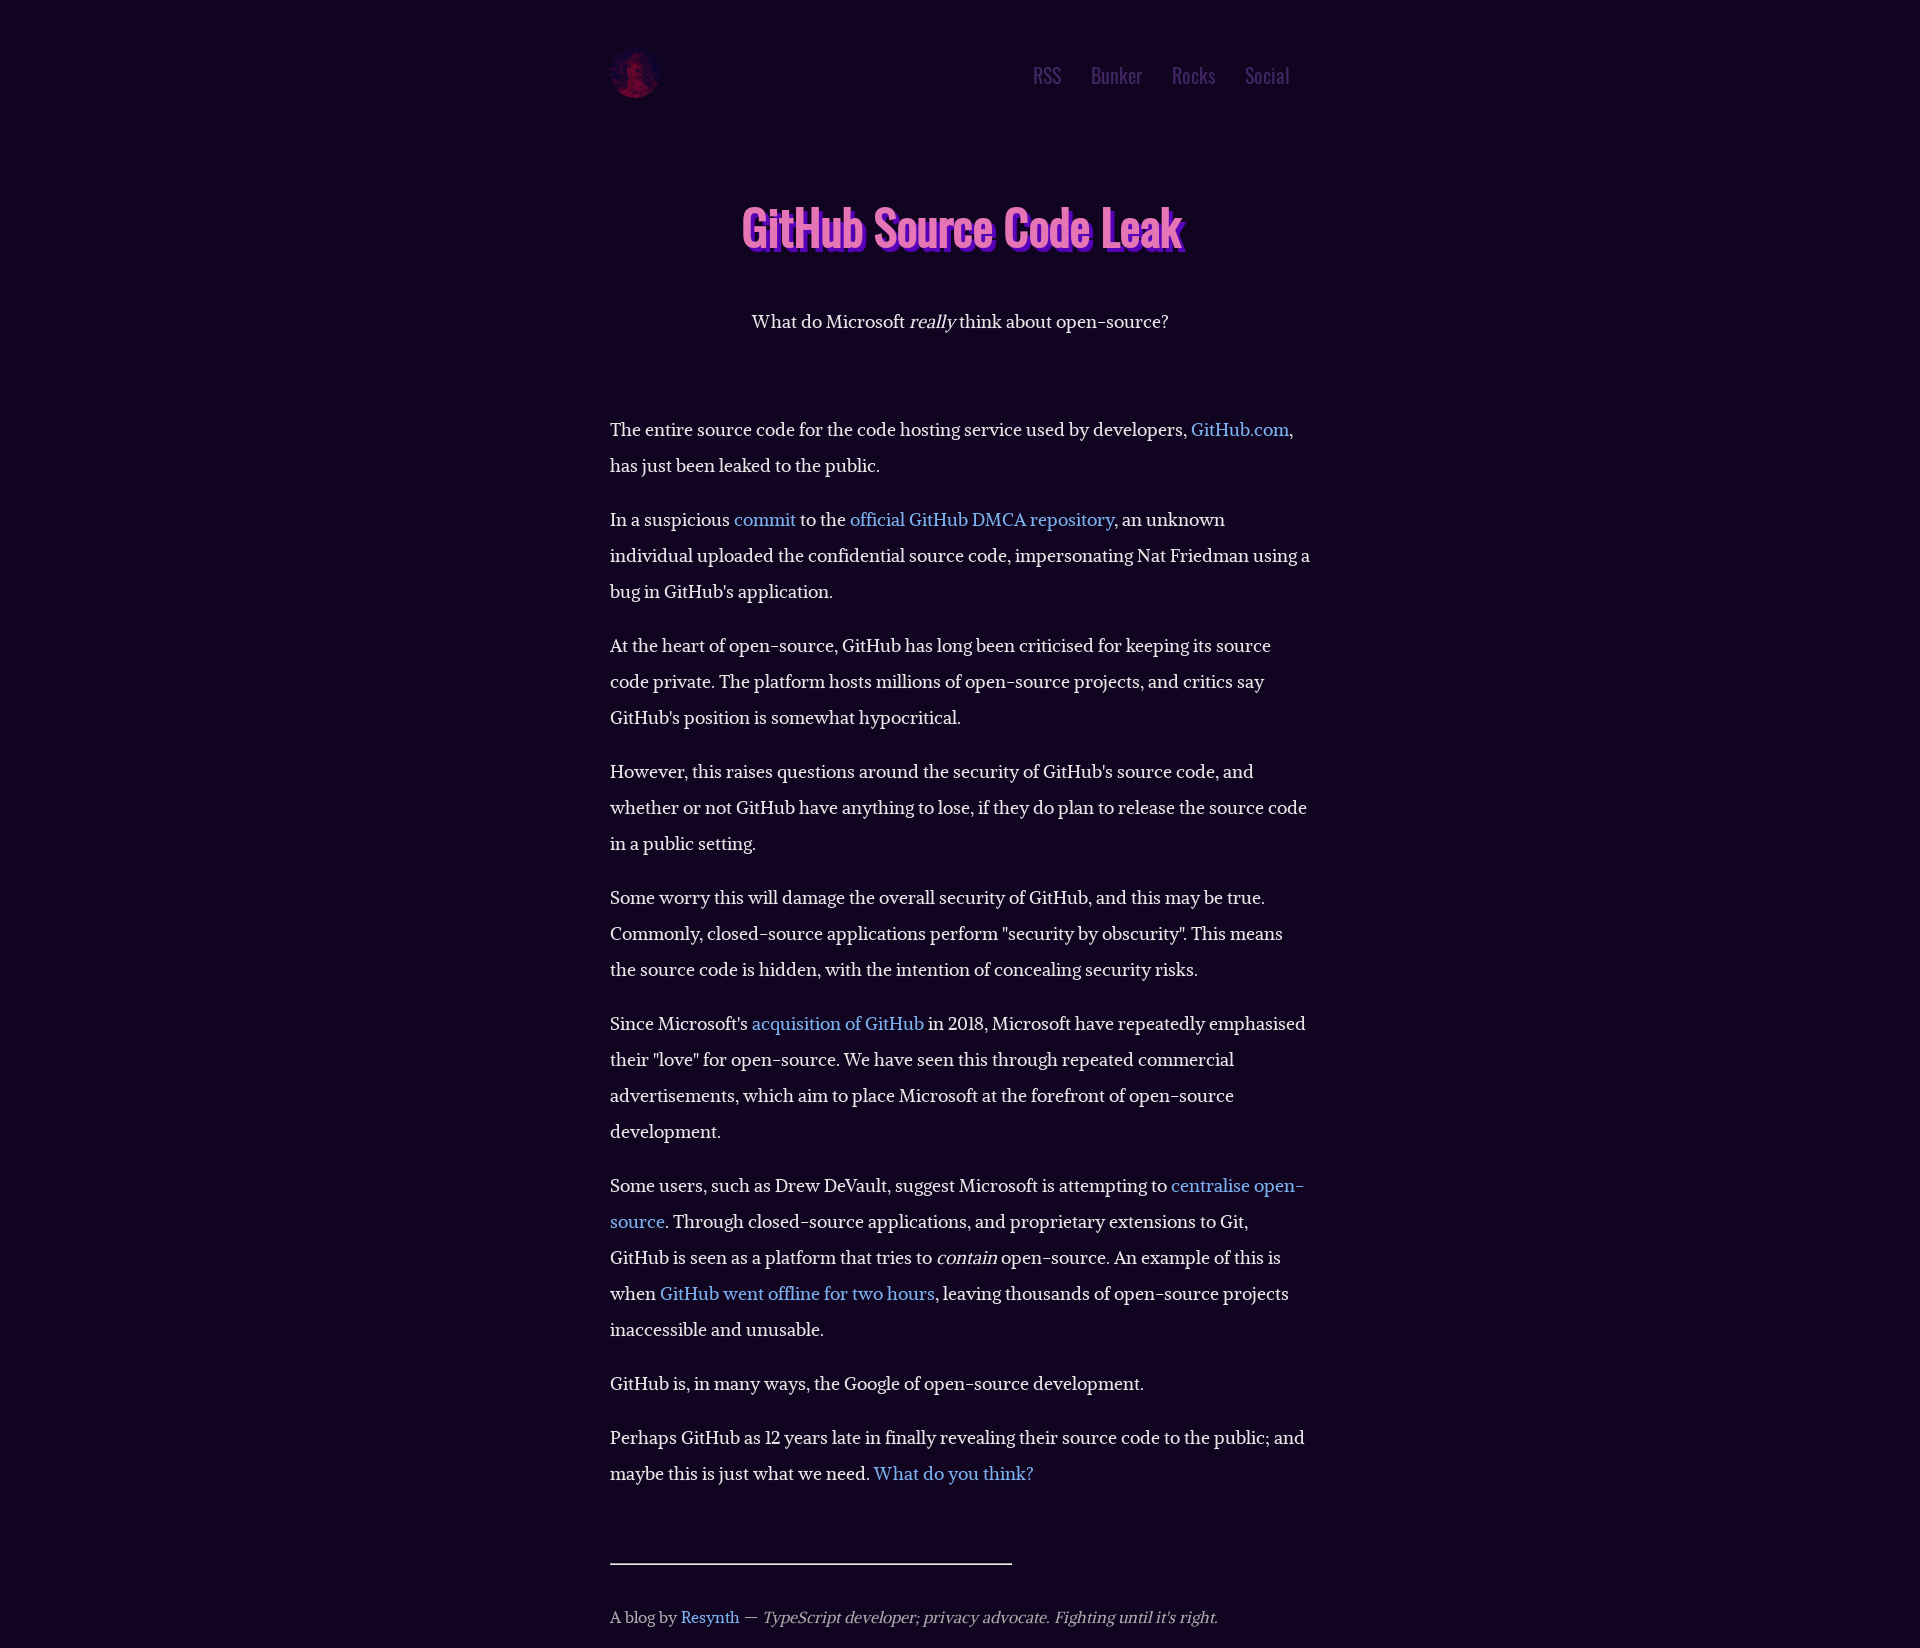 RSS Bunker Rocks Social
GitHub Source Code Leak
What do Microsoft really think about open-source?
The entire source code for the code hosting service used by developers, GitHub.com,
has just been leaked to the public.
In a suspicious commit to the official GitHub DMCA repository, an unknown
individual uploaded the confidential source code, impersonating Nat Friedman using a
bug in GitHub's application.
At the heart of open-source, GitHub has long been criticised for keeping its source
code private. The platform hosts millions of open-source projects, and critics say
GitHub's position is somewhat hypocritical.
However, this raises questions around the security of GitHub's source code, and
whether or not GitHub have anything to lose, if they do plan to release the source code
in a public setting.
Some worry this will damage the overall security of GitHub, and this may be true.
Commonly, closed-source applications perform "security by obscurity". This means
the source code is hidden, with the intention of concealing security risks.
Since Microsoft's acquisition of GitHub in 2018, Microsoft have repeatedly emphasised
their "love" for open-source. We have seen this through repeated commercial
advertisements, which aim to place Microsoft at the forefront of open-source
development.
Some users, such as Drew DeVault, suggest Microsoft is attempting to centralise open-
source. Through closed-source applications, and proprietary extensions to Git,
GitHub is seen as a platform that tries to contain open-source. An example of this is
when GitHub went offline for two hours, leaving thousands of open-source projects
inaccessible and unusable.
GitHub is, in many ways, the Google of open-source development.
Perhaps GitHub as 12 years late in finally revealing their source code to the public; and
maybe this is just what we need. What do you think?
A blog by Resynth — TypeScript developer; privacy advocate. Fighting until it's right.